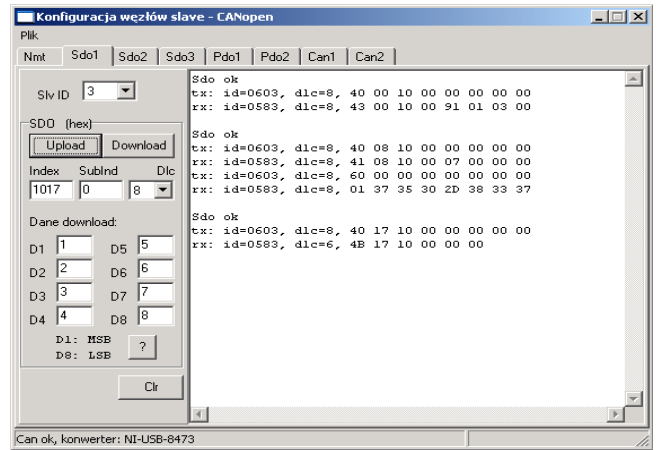 Konfiguracja węzłów slave - CANopen
Plik
Nmt Sdo1 Sdo2 Sdo3 Pdo1 Pdo2 Can1 Can2
Slv ID 3
SDO (hex)
Upload Download
Index SubInd Dlc
1017 0 8
Dane download:
D1 1 D5 5
D2 2 D6 6
D3 3 D7 7
D4 4 D8 8
D1: MSB
D8: LSB
?
Clr
Sdo ok
tx: id=0603, dlc=8, 40 00 10 00 00 00 00 00
rx: id=0583, dlc=8, 43 00 10 00 91 01 03 00
Sdo ok
tx: id=0603, dlc=8, 40 08 10 00 00 00 00 00
rx: id=0583, dlc=8, 41 08 10 00 07 00 00 00
tx: id=0603, dlc=8, 60 00 00 00 00 00 00 00
rx: id=0583, dlc=8, 01 37 35 30 2D 38 33 37
Sdo ok
tx: id=0603, dlc=8, 40 17 10 00 00 00 00 00
rx: id=0583, dlc=6, 4B 17 10 00 00 00
Can ok, konwerter: NI-USB-8473